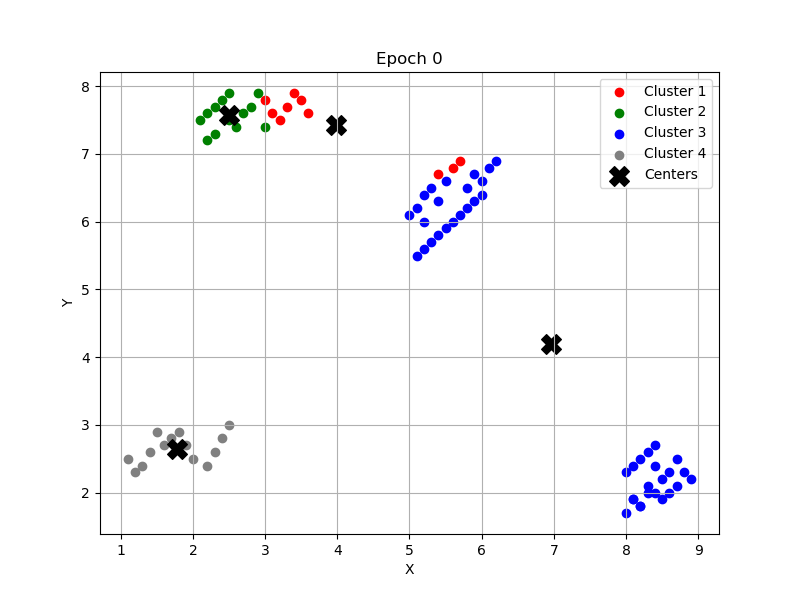 Epoch 0
Cluster 1
Cluster 2
Cluster 3
Cluster 4
Centers
8
7
6
5
4
3
2
Y
1 2 3 4 5 6 7 8 9
X